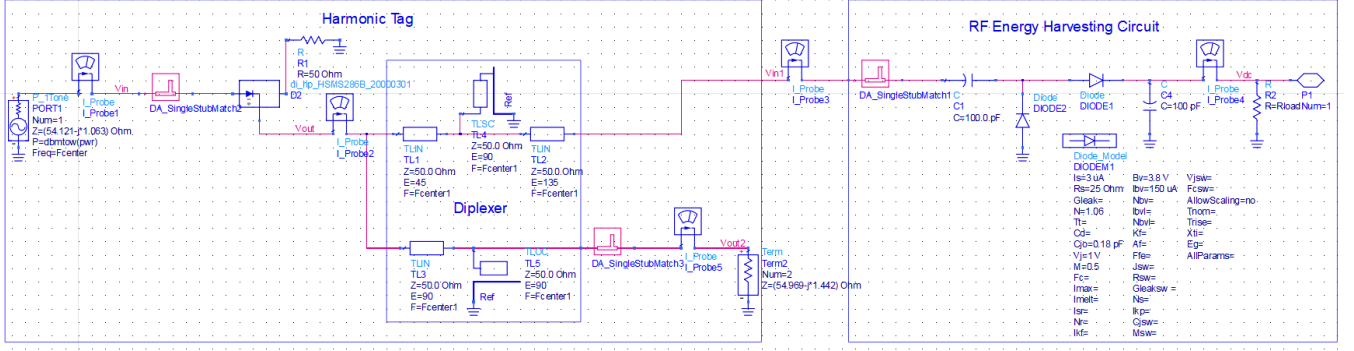 Harmonic Tag
RF Energy Harvesting Circuit
P_1Tone
PORT1
Num=1
Z=(54.121-j*1.063) Ohm
P=dbmtow(pwr)
Freq=Fcenter
I_Probe
I_Probe1
Vin
DA_SingleStubMatch2
R
R1
R=50 Ohm
di_hp_HSMS286B_20000301
D2
Vout
I_Probe
I_Probe2
TLIN
TL1
Z=50.0 Ohm
E=45
F=Fcenter1
Ref
TLSC
TL4
Z=50.0 Ohm
E=90
F=Fcenter1
TLIN
TL2
Z=50.0 Ohm
E=135
F=Fcenter1
Diplexer
TLIN
TL3
Z=50.0 Ohm
E=90
F=Fcenter1
Ref
TLOC
TL5
Z=50.0 Ohm
E=90
F=Fcenter1
DA_SingleStubMatch3
I_Probe
I_Probe5
Vout2
Term
Term2
Num=2
Z=(54.969-j*1.442) Ohm
Vin1
I_Probe
I_Probe3
DA_SingleStubMatch1
C
C1
C=100.0 pF
Diode
DIODE2
Diode
DIODE1
C
C4
C=100 pF
I_Probe
I_Probe4
Vdc
R
R2
R=Rload
P1
Num=1
Diode_Model
DIODEM1
Is=3 uA Bv=3.8 V Vjsw=
Rs=25 Ohm Ibv=150 uA Fcsw=
Gleak= Nbv= AllowScaling=no
N=1.06 Ibvl= Tnom=
Tt= Nbvl= Trise=
Cd= Kf= Xti=
Cjo=0.18 pF Af= Eg=
Vj=1 V Ffe= AllParams=
M=0.5 Jsw=
Fc= Rsw=
Imax= Gleaksw =
Imelt= Ns=
Isr= Ikp=
Nr= Cjsw=
Ikf= Msw=